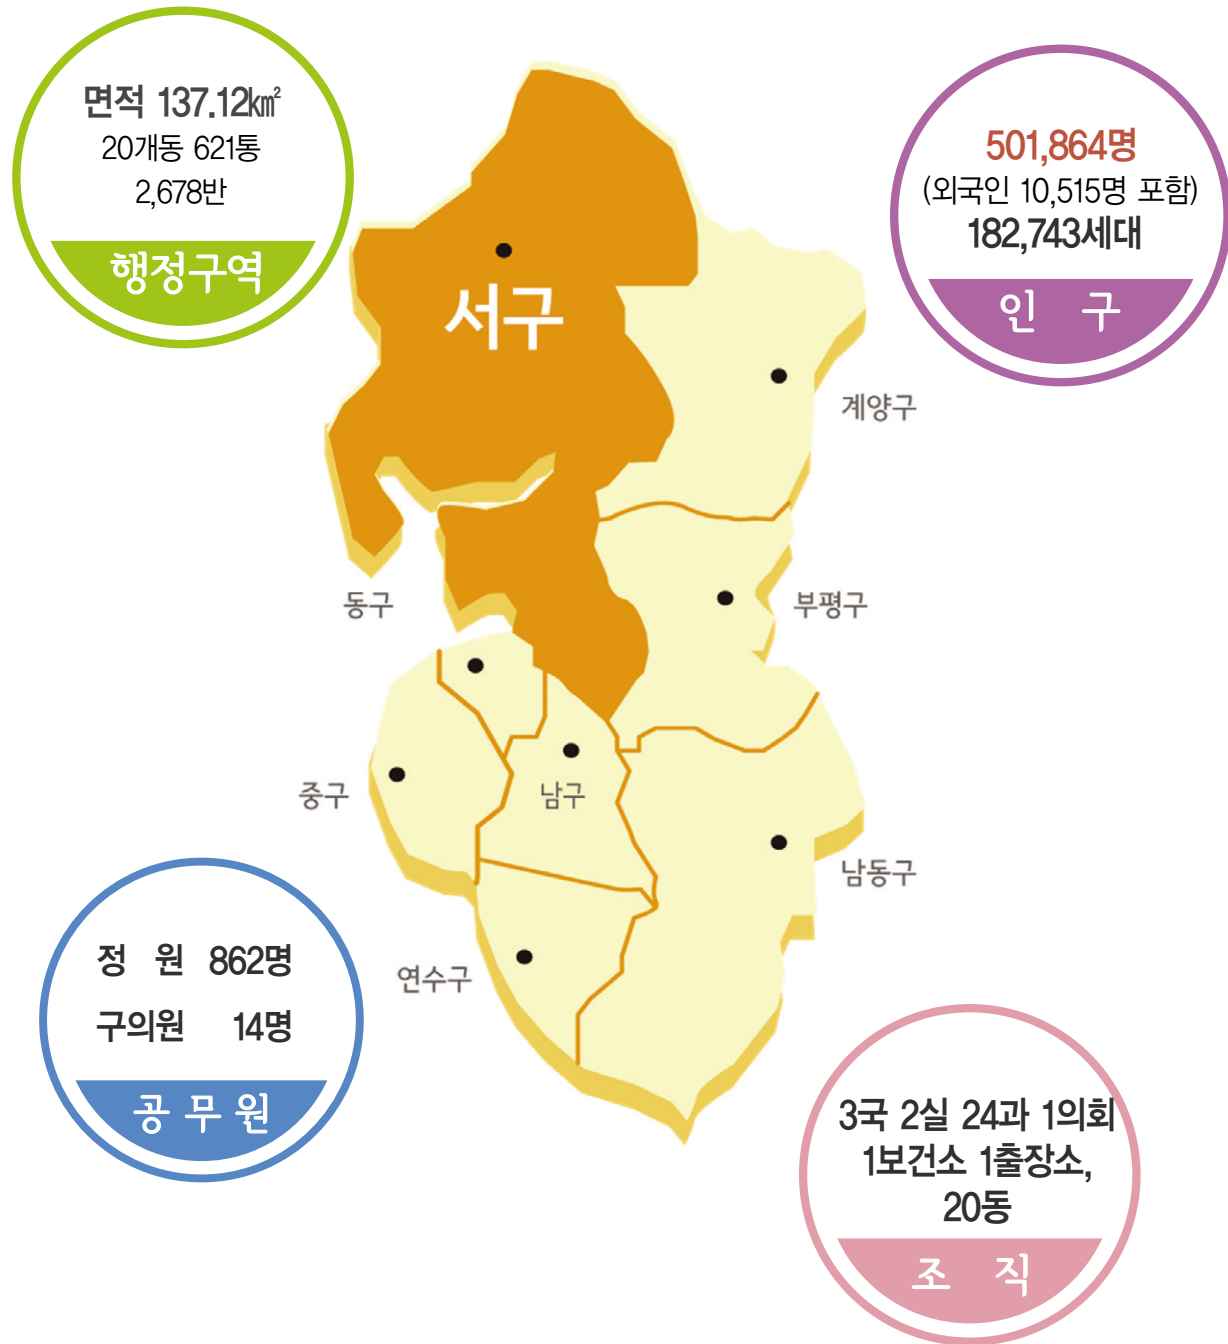 면적 137.12㎢
20개동 621통
2,678반
행정구역
501,864명
(외국인 10,515명 포함)
182,743세대
인 구
서구
계양구
동구
부평구
중구
남구
남동구
연수구
정 원 862명
구의원 14명
공무원
3국 2실 24과 1의회
1보건소 1출장소,
20동
조 직